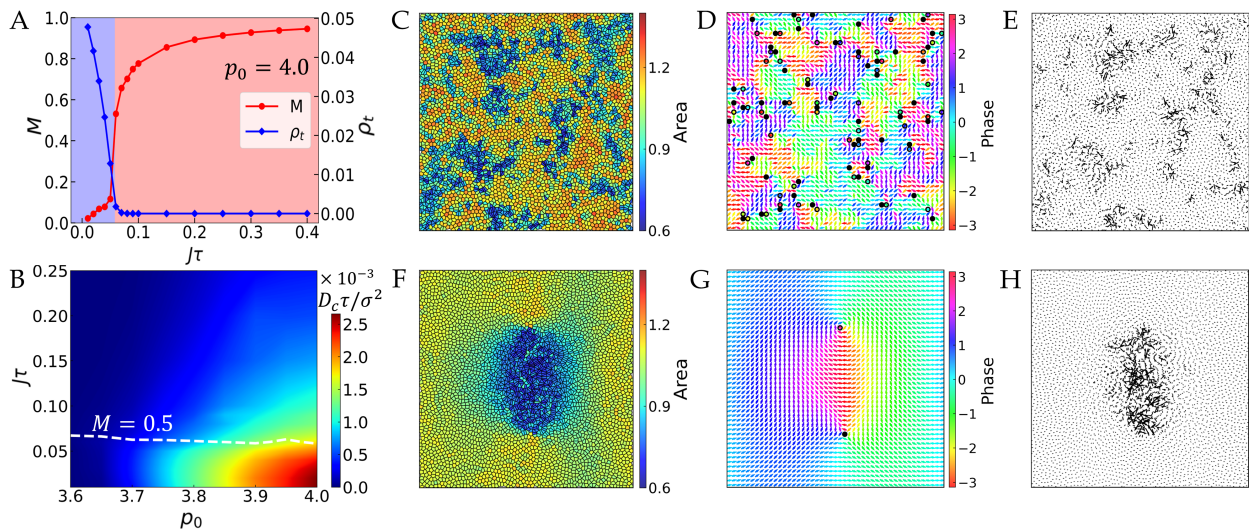 A
M
1.0
0.8
0.6
0.4
0.2
0.0
0.0
0.1
0.2
0.3
0.4
Jτ
0.05
0.04
0.03
0.02
0.01
0.00
ρt
p0 = 4.0
M
ρt
B
Jτ
0.25
0.20
0.15
0.10
0.05
3.6
3.7
3.8
3.9
4.0
p0
M = 0.5
× 10−3
Dcτ/σ2
2.5
2.0
1.5
1.0
0.5
0.0
C
1.2
0.9
0.6
Area
D
3
2
1
0
−1
−2
−3
Phase
E
F
1.2
0.9
0.6
Area
G
3
2
1
0
−1
−2
−3
Phase
H